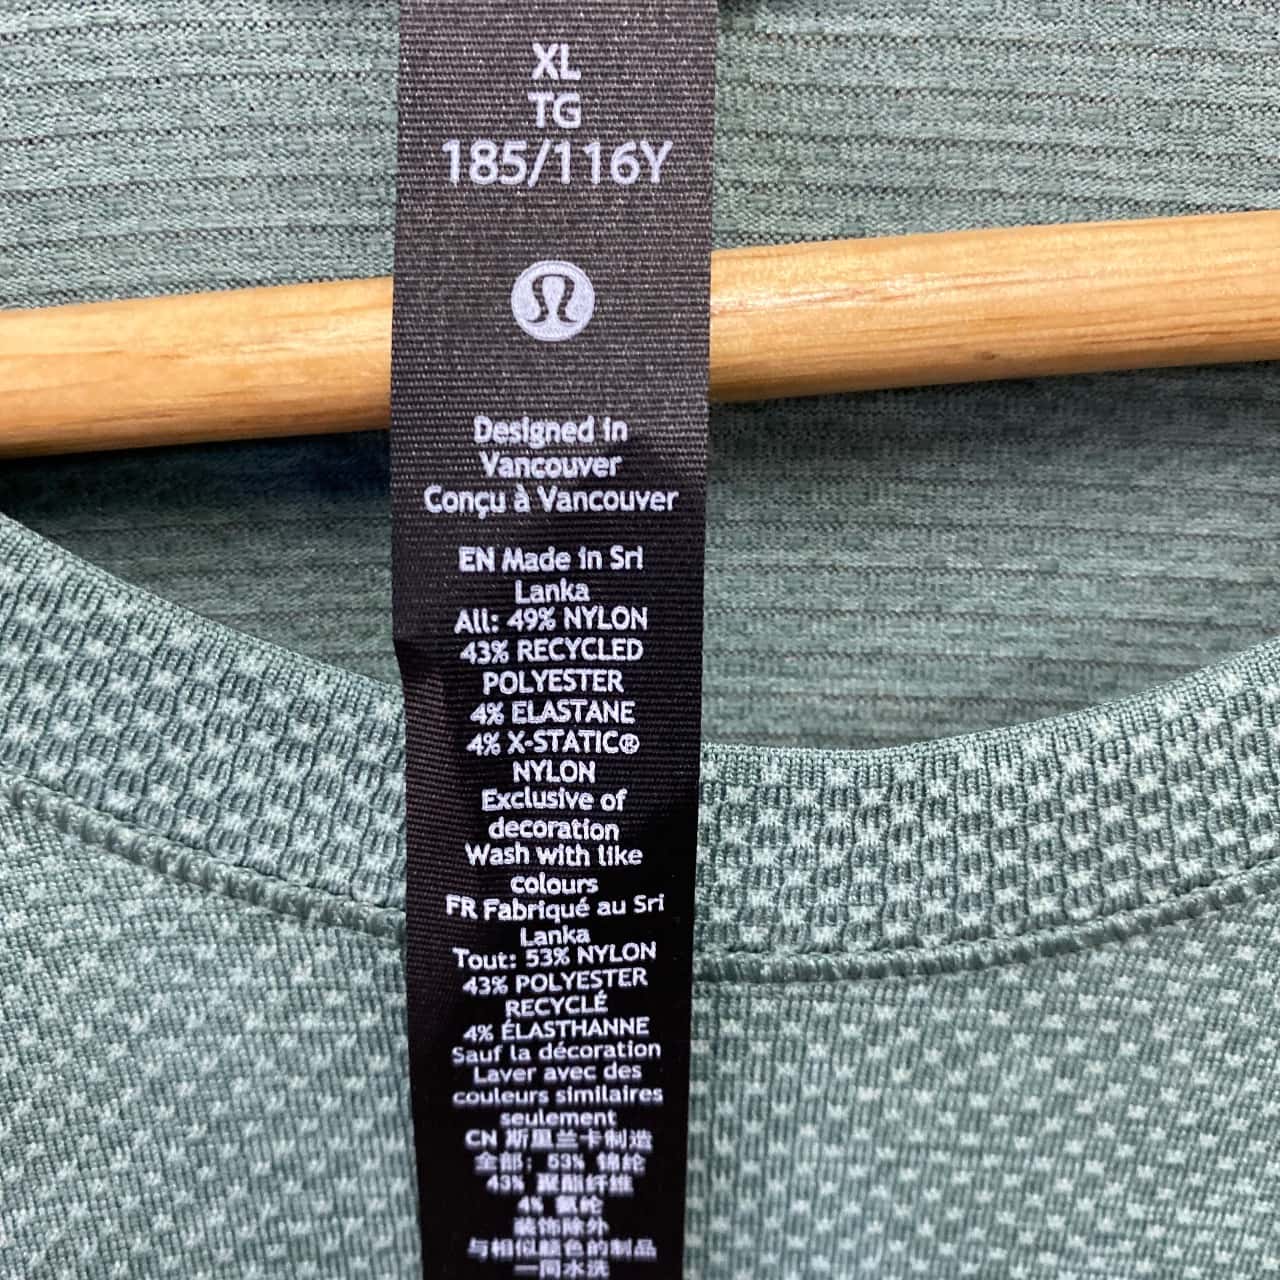 XL
TG
185/116Y
Designed in
Vancouver
Conçu à Vancouver
EN Made in Sri
Lanka
All: 49% NYLON
43% RECYCLED
POLYESTER
4% ELASTANE
4% X-STATIC®
NYLON
Exclusive of
decoration
Wash with like
colours
FR Fabriqué au Sri
Lanka
Tout: 53% NYLON
43% POLYESTER
RECYCLÉ
4% ÉLASTHANNE
Sauf la décoration
Laver avec des
couleurs similaires
seulement
CN 斯里兰卡制造
全部: 53% 锦纶
43% 聚酯纤维
4% 氨纶
装饰除外
与相似颜色的制品
一同水洗